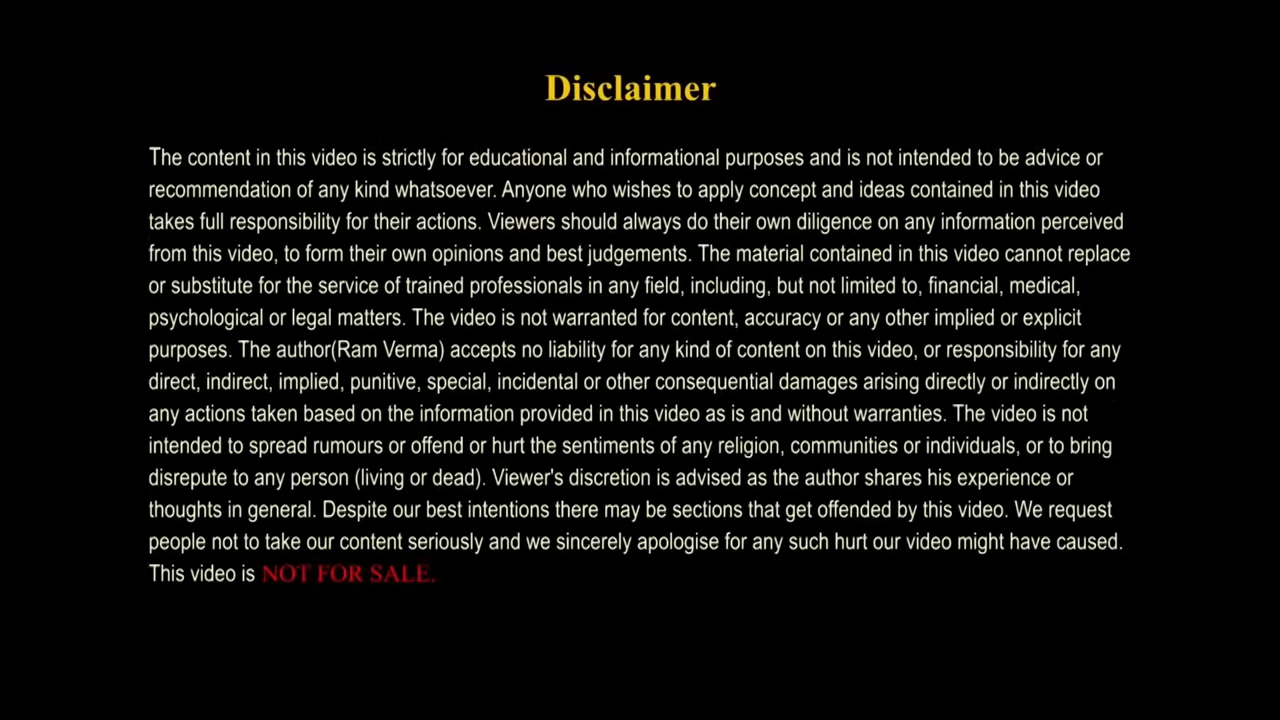 Disclaimer
The content in this video is strictly for educational and informational purposes and is not intended to be advice or
recommendation of any kind whatsoever. Anyone who wishes to apply concept and ideas contained in this video
takes full responsibility for their actions. Viewers should always do their own diligence on any information perceived
from this video, to form their own opinions and best judgements. The material contained in this video cannot replace
or substitute for the service of trained professionals in any field, including, but not limited to, financial, medical,
psychological or legal matters. The video is not warranted for content, accuracy or any other implied or explicit
purposes. The author(Ram Verma) accepts no liability for any kind of content on this video, or responsibility for any
direct, indirect, implied, punitive, special, incidental or other consequential damages arising directly or indirectly on
any actions taken based on the information provided in this video as is and without warranties. The video is not
intended to spread rumours or offend or hurt the sentiments of any religion, communities or individuals, or to bring
disrepute to any person (living or dead). Viewer's discretion is advised as the author shares his experience or
thoughts in general. Despite our best intentions there may be sections that get offended by this video. We request
people not to take our content seriously and we sincerely apologise for any such hurt our video might have caused.
This video is NOT FOR SALE.